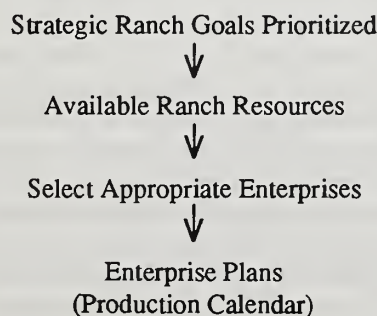 Strategic Ranch Goals Prioritized
Available Ranch Resources
Select Appropriate Enterprises
Enterprise Plans
(Production Calendar)